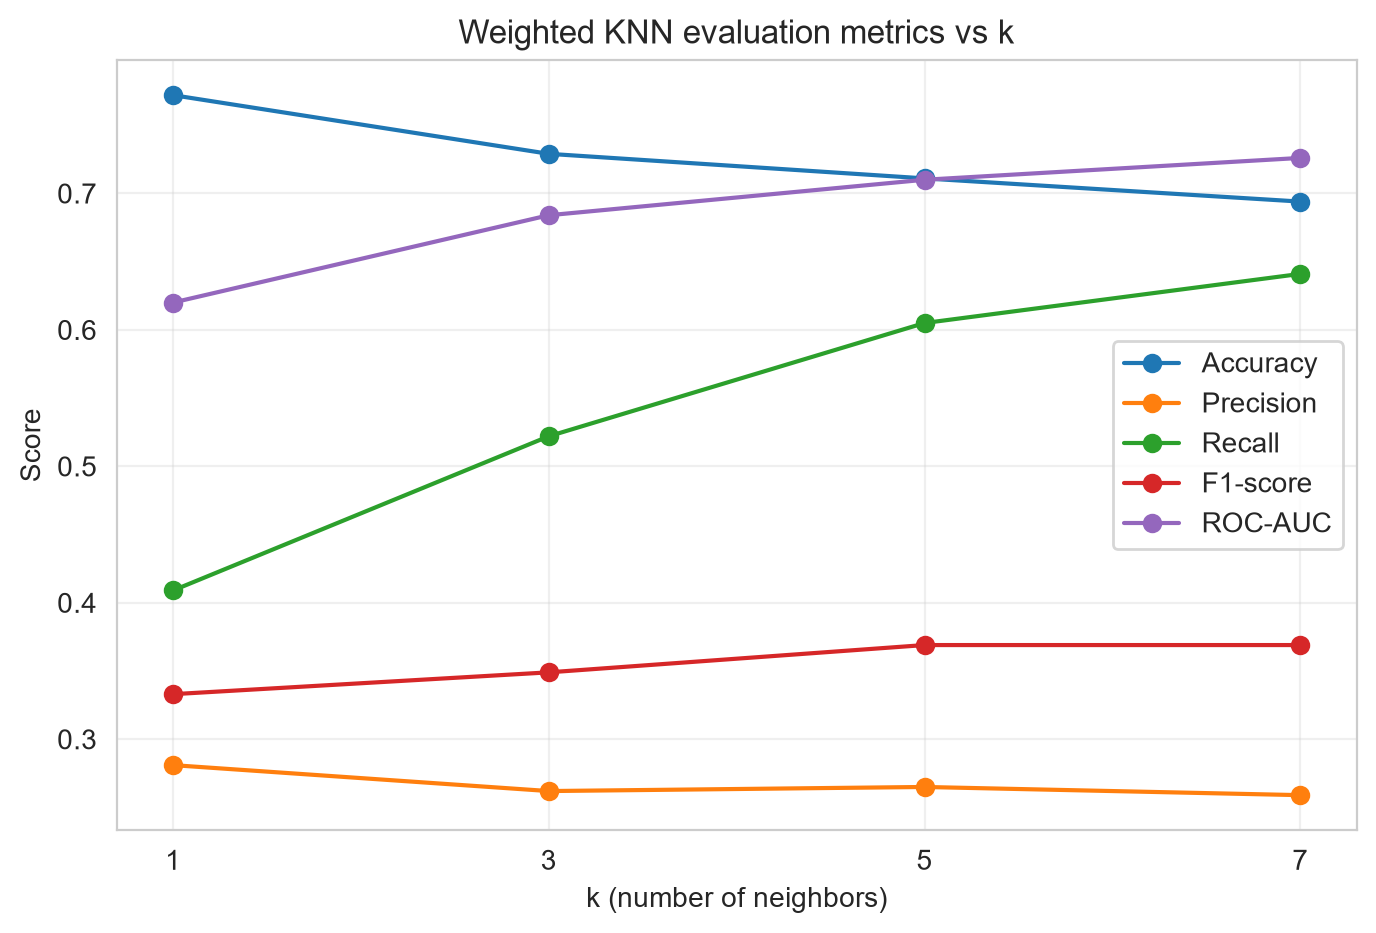 Weighted KNN evaluation metrics vs k
Score
0.7
0.6
0.5
0.4
0.3
Accuracy
Precision
Recall
F1-score
ROC-AUC
1 3 5 7
k (number of neighbors)